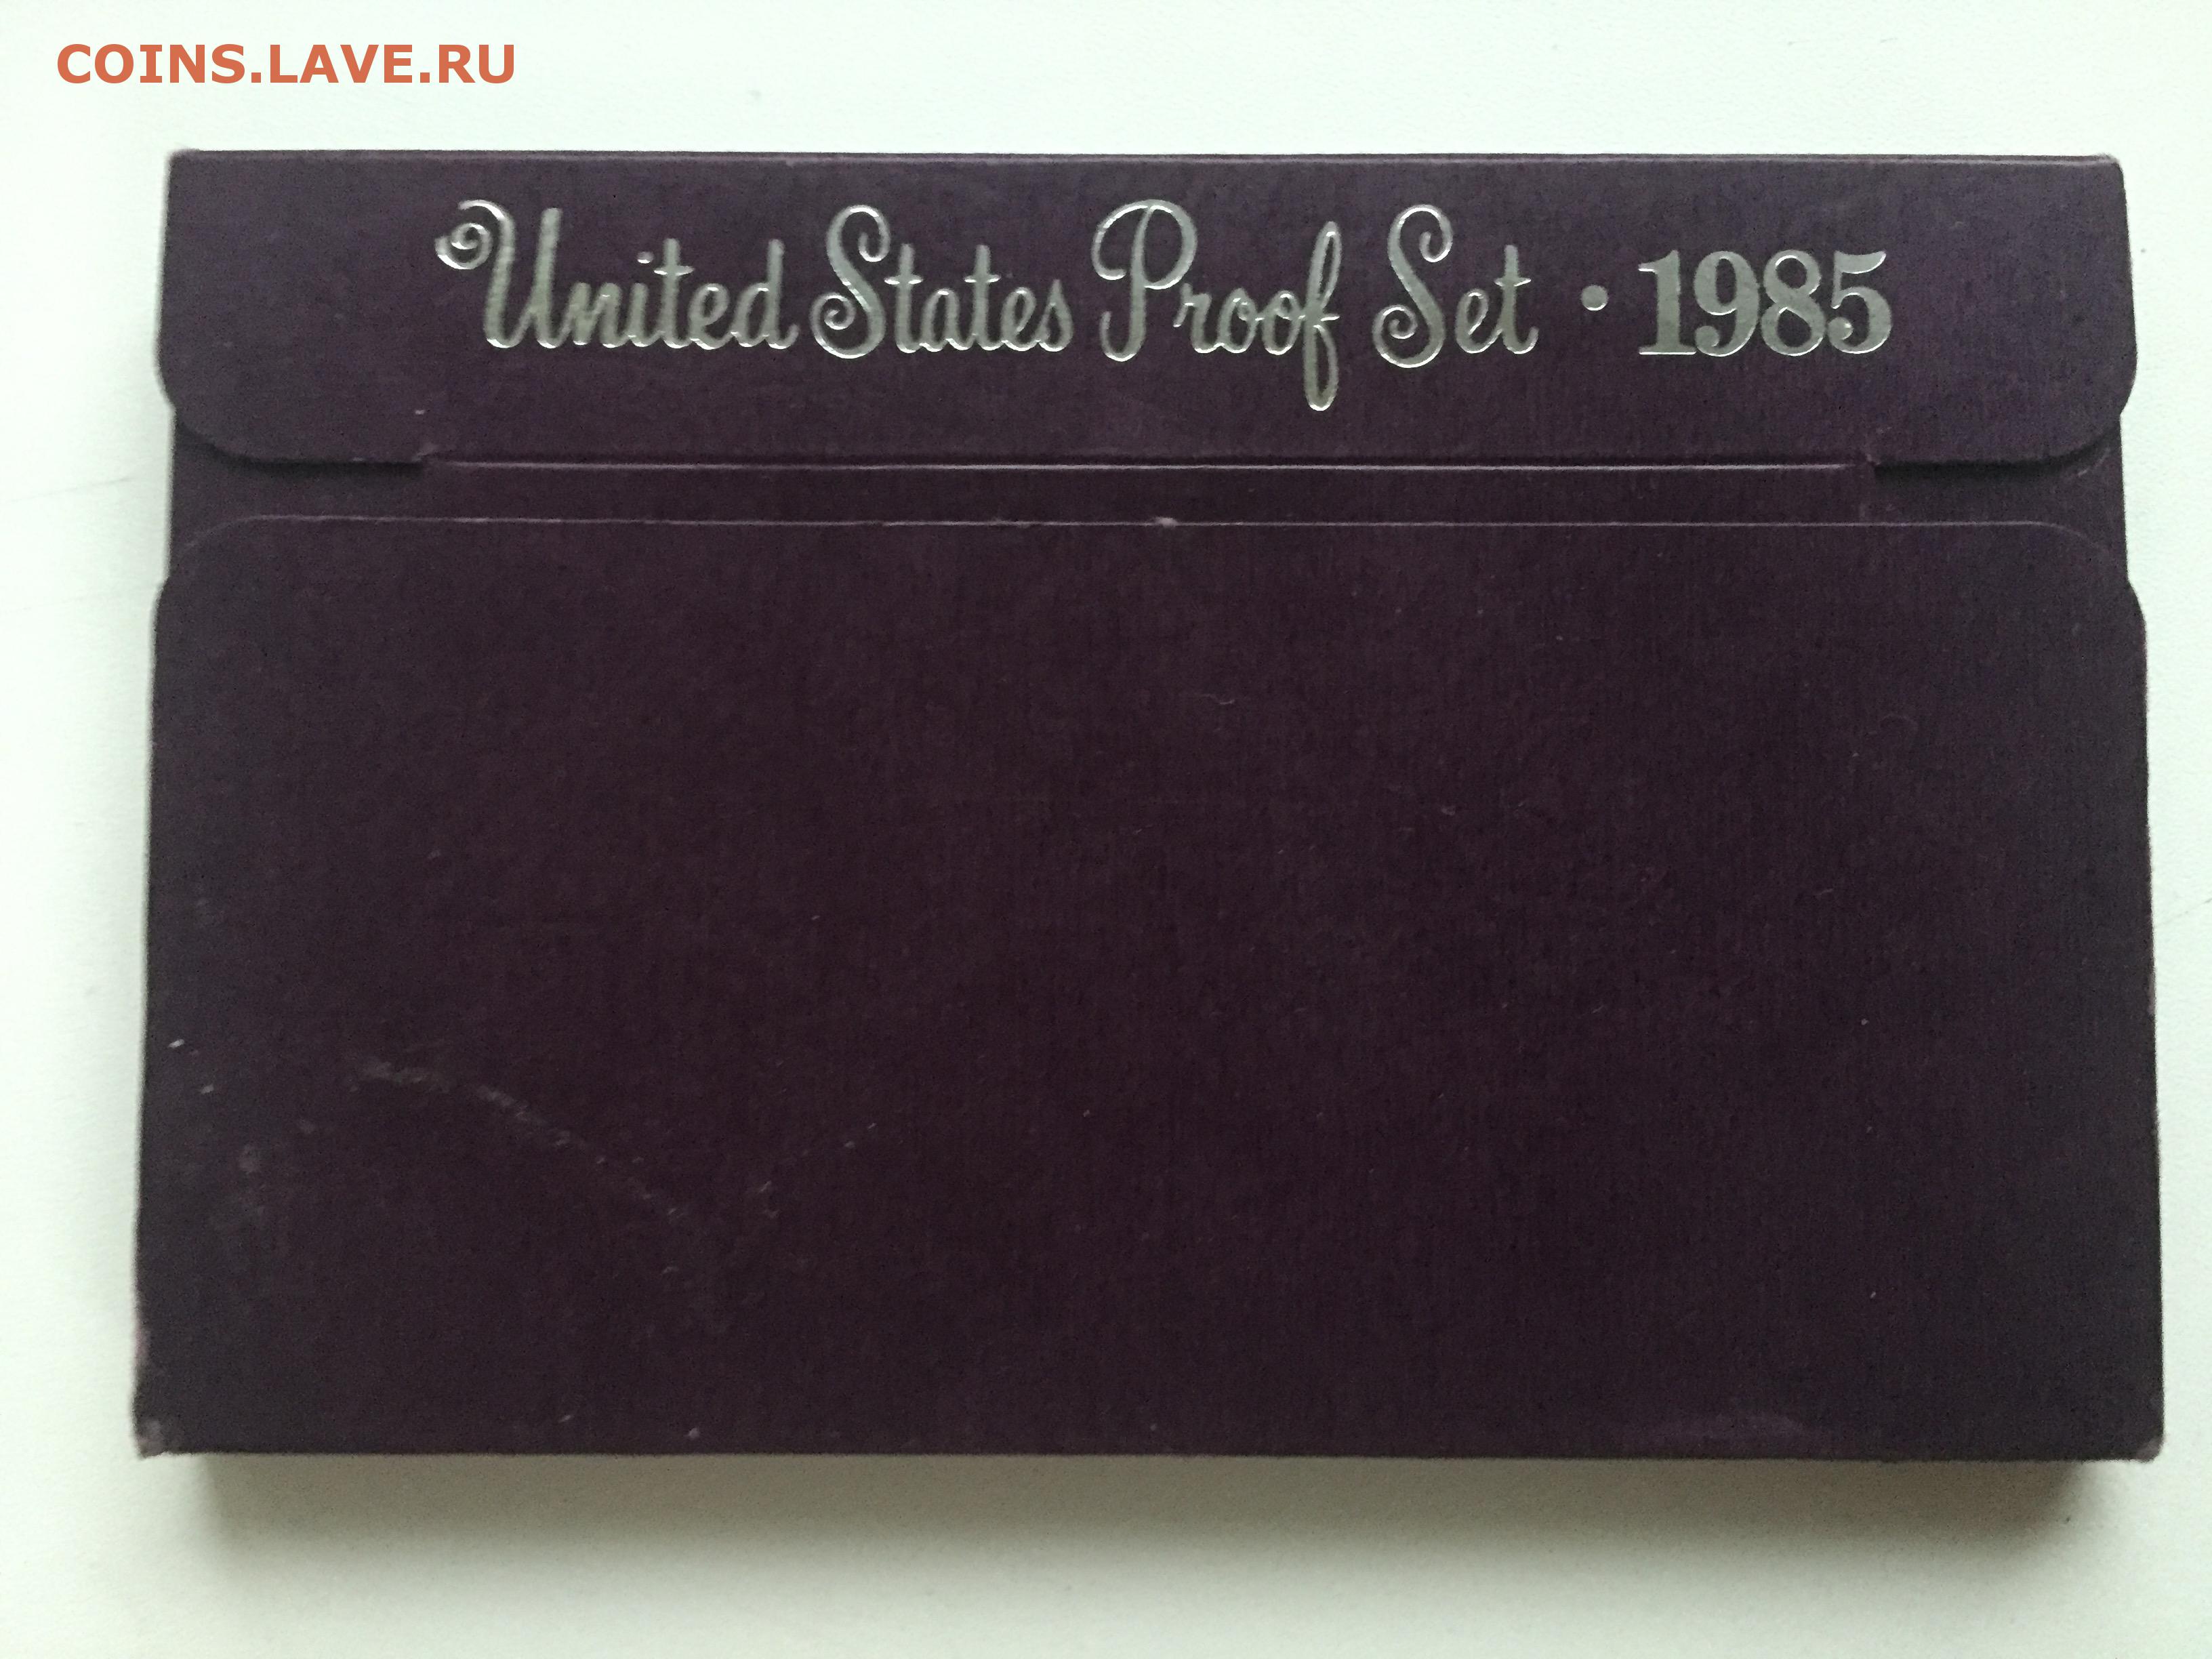 COINS.LAVE.RU
United States Proof Set · 1985